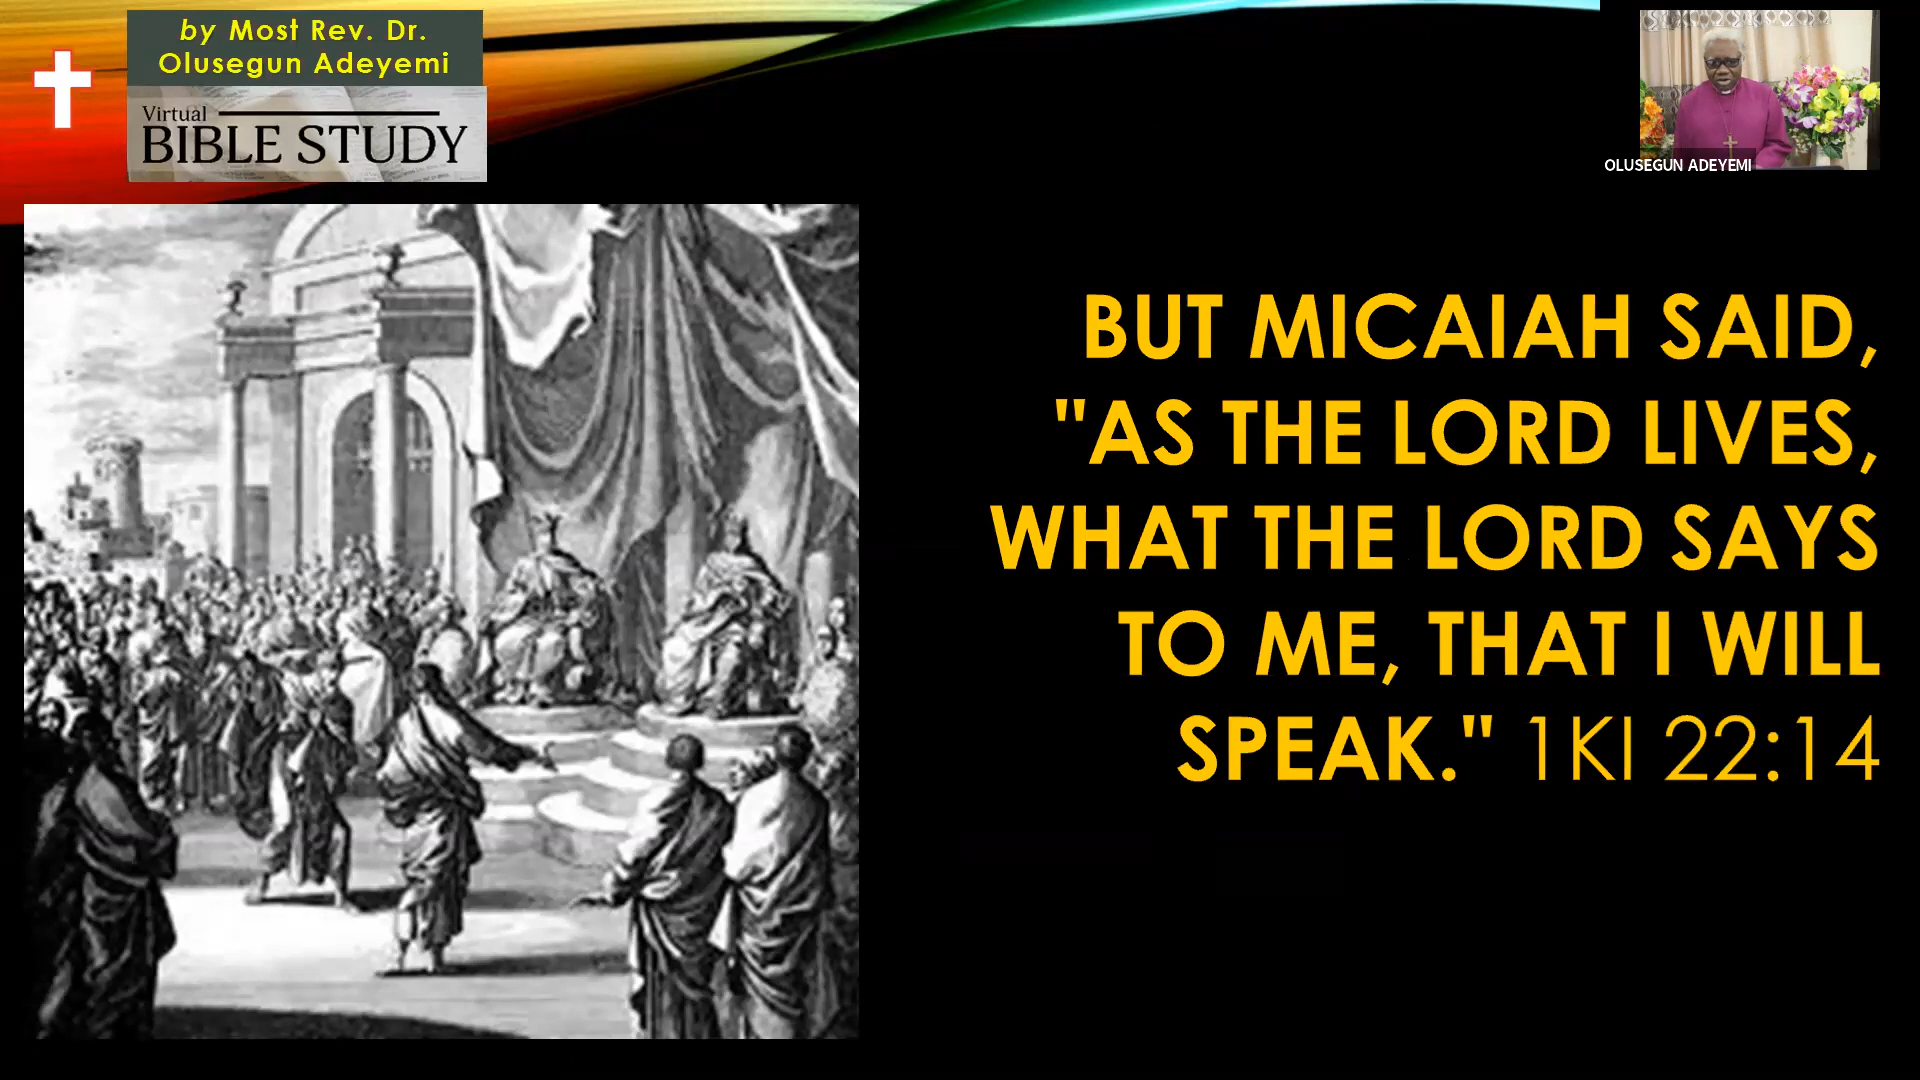 by Most Rev. Dr.
Olusegun Adeyemi
Virtual
BIBLE STUDY
OLUSEGUN ADEYEMI
BUT MICAIAH SAID,
"AS THE LORD LIVES,
WHAT THE LORD SAYS
TO ME, THAT I WILL
SPEAK." 1KI 22:14